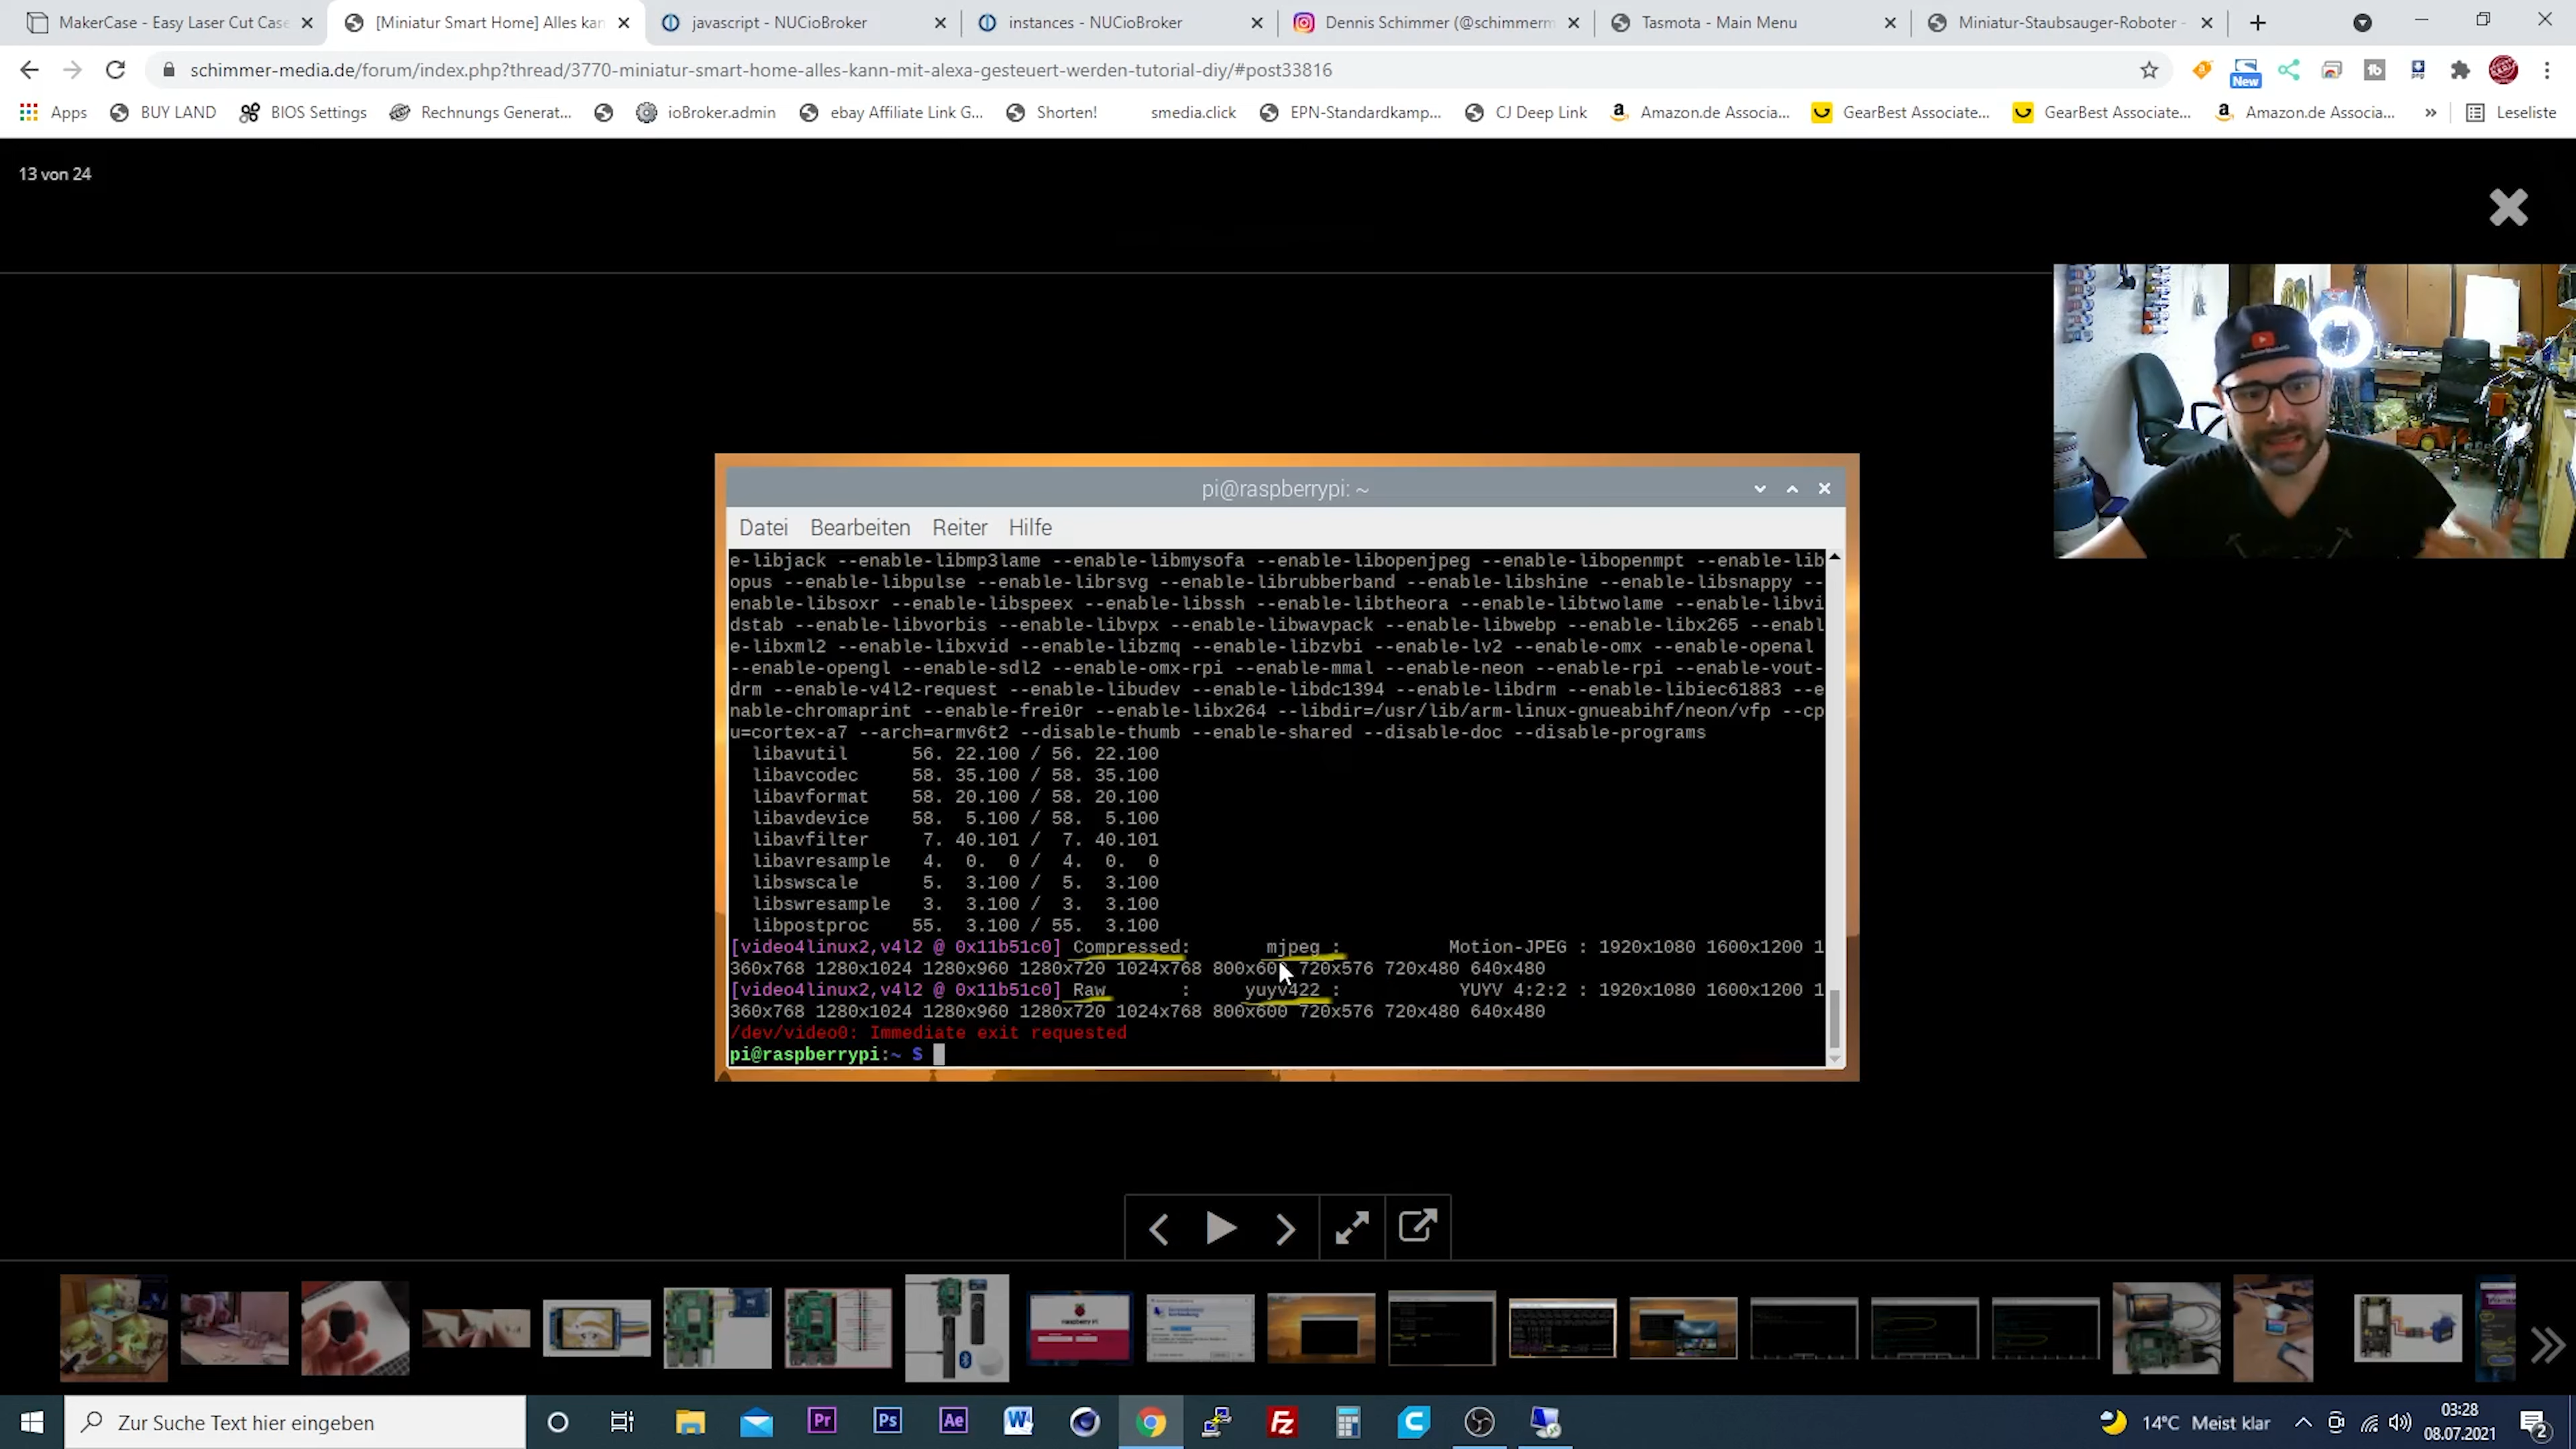 MakerCase - Easy Laser Cut Case
[Miniatur Smart Home] Alles kan
javascript - NUCioBroker
instances - NUCioBroker
Dennis Schimmer (@schimmerm
Tasmota - Main Menu
Miniatur-Staubsauger-Roboter -
schimmer-media.de/forum/index.php?thread/3770-miniatur-smart-home-alles-kann-mit-alexa-gesteuert-werden-tutorial-diy/#post33816
New
Apps
BUY LAND
BIOS Settings
Rechnungs Generat...
ioBroker.admin
ebay Affiliate Link G...
Shorten!
smedia.click
EPN-Standardkamp...
CJ Deep Link
Amazon.de Associa...
GearBest Associate...
GearBest Associate...
Amazon.de Associa...
»
Leseliste
13 von 24
pi@raspberrypi: ~
Datei Bearbeiten Reiter Hilfe
e-libjack --enable-libmp3lame --enable-libmysofa --enable-libopenjpeg --enable-libopenmpt --enable-lib
opus --enable-libpulse --enable-librsvg --enable-librubberband --enable-libshine --enable-libsnappy --
enable-libsoxr --enable-libspeex --enable-libssh --enable-libtheora --enable-libtwolame --enable-libvi
dstab --enable-libvorbis --enable-libvpx --enable-libwavpack --enable-libwebp --enable-libx265 --enabl
e-libxml2 --enable-libxvid --enable-libzmq --enable-libzvbi --enable-lv2 --enable-omx --enable-openal
--enable-opengl --enable-sdl2 --enable-omx-rpi --enable-mmal --enable-neon --enable-rpi --enable-vout-
drm --enable-v4l2-request --enable-libudev --enable-libdc1394 --enable-libdrm --enable-libiec61883 --e
nable-chromaprint --enable-frei0r --enable-libx264 --libdir=/usr/lib/arm-linux-gnueabihf/neon/vfp --cp
u=cortex-a7 --arch=armv6t2 --disable-thumb --enable-shared --disable-doc --disable-programs
libavutil 56. 22.100 / 56. 22.100
libavcodec 58. 35.100 / 58. 35.100
libavformat 58. 20.100 / 58. 20.100
libavdevice 58. 5.100 / 58. 5.100
libavfilter 7. 40.101 / 7. 40.101
libavresample 4. 0. 0 / 4. 0. 0
libswscale 5. 3.100 / 5. 3.100
libswresample 3. 3.100 / 3. 3.100
libpostproc 55. 3.100 / 55. 3.100
[video4linux2,v4l2 @ 0x11b51c0] Compressed: mjpeg : Motion-JPEG : 1920x1080 1600x1200 1
360x768 1280x1024 1280x960 1280x720 1024x768 800x600 720x576 720x480 640x480
[video4linux2,v4l2 @ 0x11b51c0] Raw : yuyv422 : YUYV 4:2:2 : 1920x1080 1600x1200 1
360x768 1280x1024 1280x960 1280x720 1024x768 800x600 720x576 720x480 640x480
/dev/video0: Immediate exit requested
pi@raspberrypi:~ $
Zur Suche Text hier eingeben
Pr
Ps
Ae
W
Fz
14°C Meist klar
03:28
08.07.2021
2